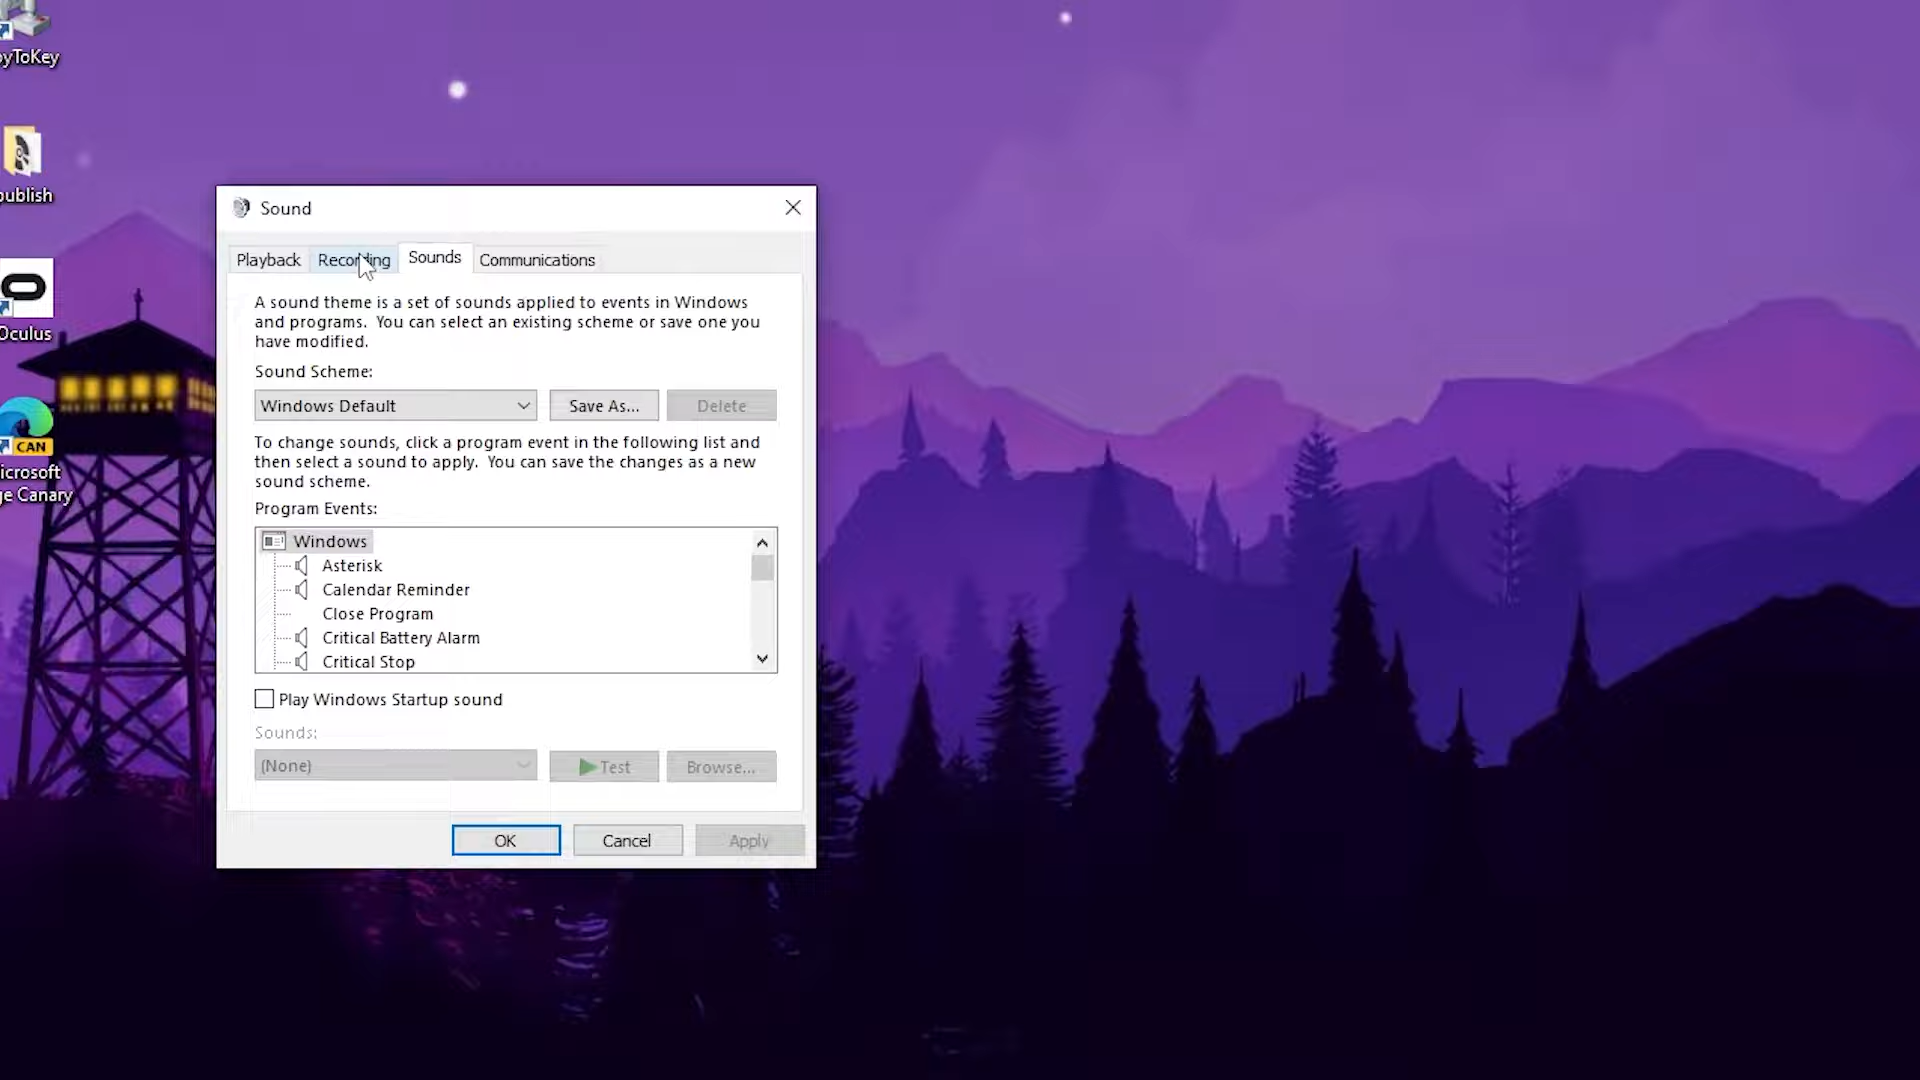 oyToKey
publish
Oculus
CAN
icrosoft
ge Canary
Sound
Playback
Recording
Sounds
Communications
A sound theme is a set of sounds applied to events in Windows
and programs. You can select an existing scheme or save one you
have modified.
Sound Scheme:
Windows Default
Save As...
Delete
To change sounds, click a program event in the following list and
then select a sound to apply. You can save the changes as a new
sound scheme.
Program Events:
Windows
Asterisk
Calendar Reminder
Close Program
Critical Battery Alarm
Critical Stop
Play Windows Startup sound
Sounds:
(None)
Test
Browse...
OK
Cancel
Apply